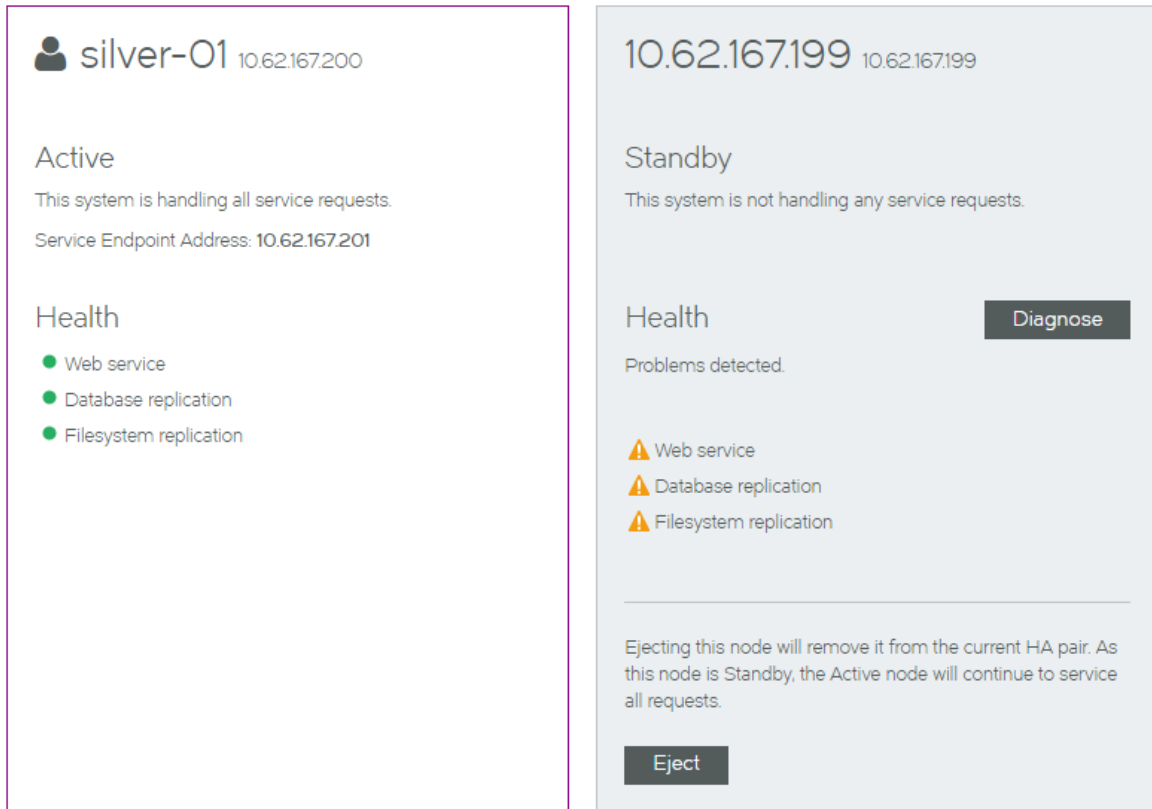 silver-01 10.62.167.200
Active
This system is handling all service requests.
Service Endpoint Address: 10.62.167.201
Health
Web service
Database replication
Filesystem replication
10.62.167.199 10.62.167.199
Standby
This system is not handling any service requests.
Health
Diagnose
Problems detected.
Web service
Database replication
Filesystem replication
Ejecting this node will remove it from the current HA pair. As
this node is Standby, the Active node will continue to service
all requests.
Eject